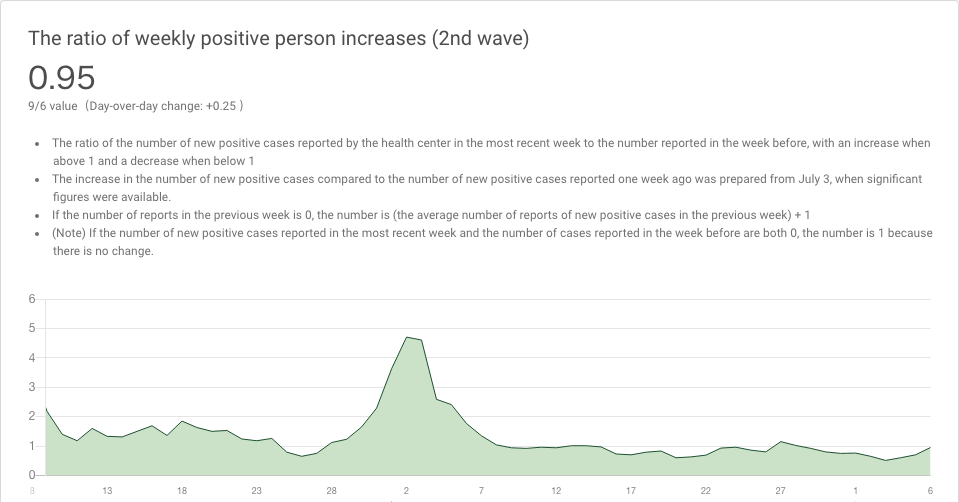 The ratio of weekly positive person increases (2nd wave)
0.95
9/6 value （Day-over-day change: +0.25 ）
• The ratio of the number of new positive cases reported by the health center in the most recent week to the number reported in the week before, with an increase when
above 1 and a decrease when below 1
• The increase in the number of new positive cases compared to the number of new positive cases reported one week ago was prepared from July 3, when significant
figures were available.
• If the number of reports in the previous week is 0, the number is (the average number of reports of new positive cases in the previous week) + 1
• (Note) If the number of new positive cases reported in the most recent week and the number of cases reported in the week before are both 0, the number is 1 because
there is no change.
6
5
4
3
2
1
0
8 13 18 23 28 2 7 12 17 22 27 1 6